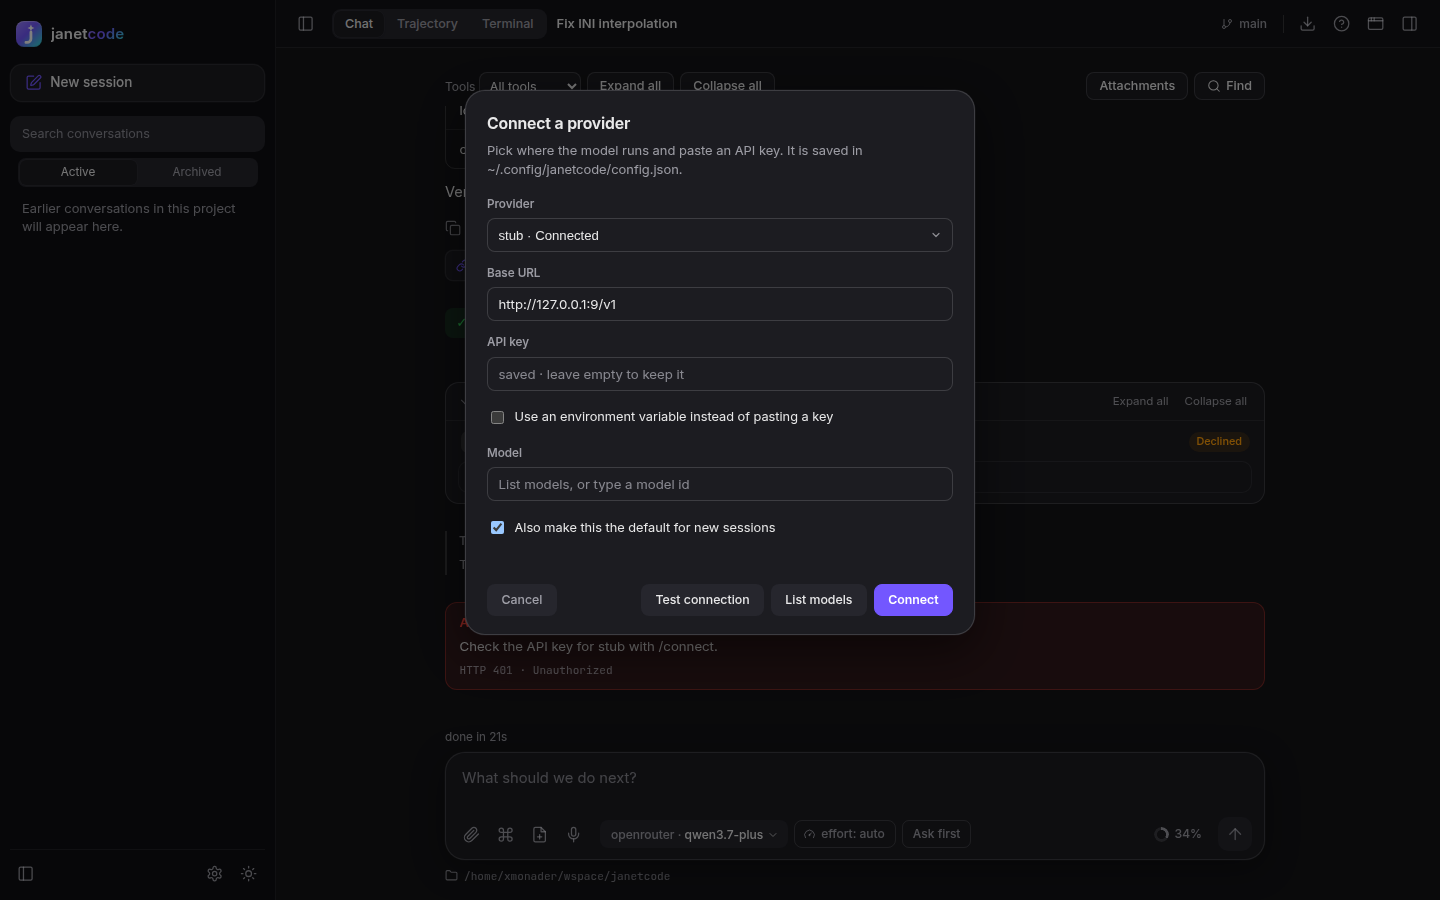 janetcode
New session
Search conversations
Active
Archived
Earlier conversations in this project
will appear here.
Chat
Trajectory
Terminal
Fix INI interpolation
main
Tools
All tools
Expand all
Collapse all
Attachments
Find
Connect a provider
Pick where the model runs and paste an API key. It is saved in
~/.config/janetcode/config.json.
Provider
stub · Connected
Base URL
http://127.0.0.1:9/v1
API key
saved · leave empty to keep it
Use an environment variable instead of pasting a key
Model
List models, or type a model id
Also make this the default for new sessions
Cancel
Test connection
List models
Connect
Expand all
Collapse all
Declined
Check the API key for stub with /connect.
HTTP 401 · Unauthorized
done in 21s
What should we do next?
openrouter · qwen3.7-plus
effort: auto
Ask first
34%
/home/xmonader/wspace/janetcode